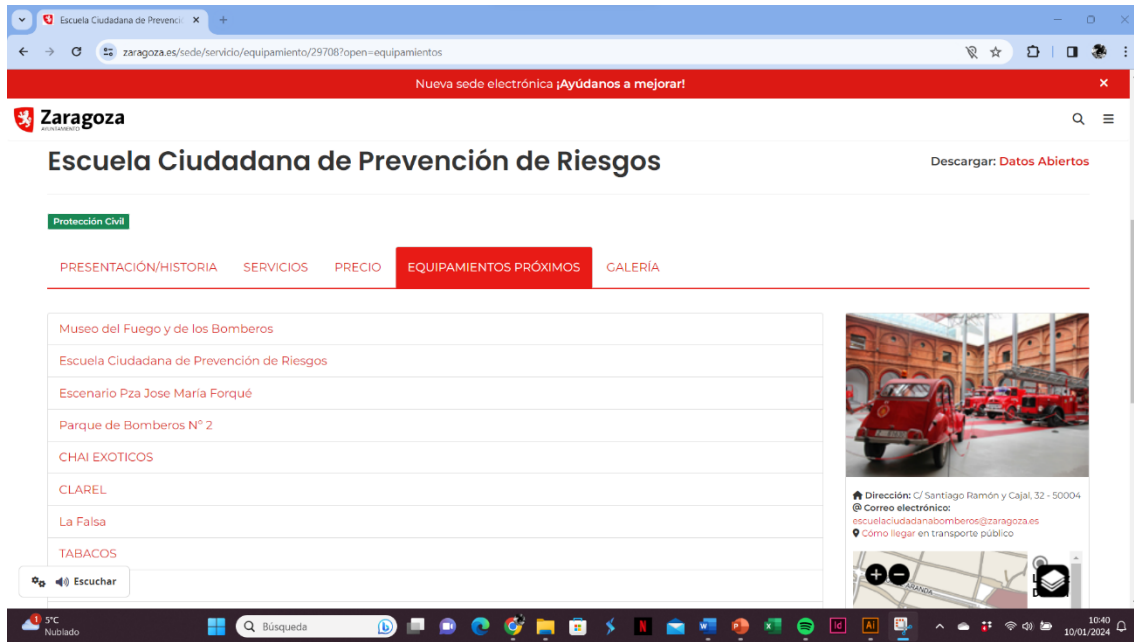 Escuela Ciudadana de Prevenci
zaragoza.es/sede/servicio/equipamiento/29708?open=equipamientos
Nueva sede electrónica ¡Ayúdanos a mejorar!
Zaragoza
AYUNTAMIENTO
Escuela Ciudadana de Prevención de Riesgos
Descargar: Datos Abiertos
Protección Civil
PRESENTACIÓN/HISTORIA SERVICIOS PRECIO EQUIPAMIENTOS PRÓXIMOS GALERÍA
Museo del Fuego y de los Bomberos
Escuela Ciudadana de Prevención de Riesgos
Escenario Pza Jose María Forqué
Parque de Bomberos Nº 2
CHAI EXOTICOS
CLAREL
La Falsa
TABACOS
Dirección: C/ Santiago Ramón y Cajal, 32 - 50004
@ Correo electrónico:
escuelaciudadanabomberos@zaragoza.es
Cómo llegar en transporte público
ARANDA
Escuchar
1
5°C
Nublado
Búsqueda
10:40
10/01/2024